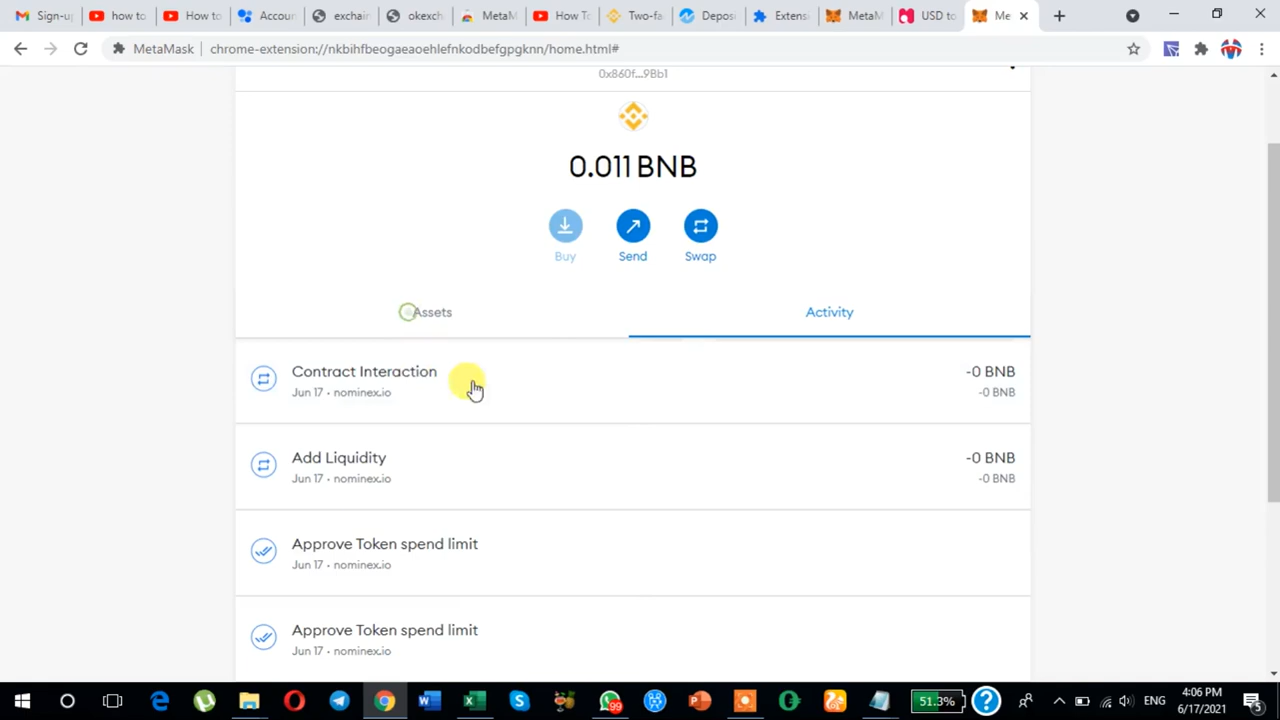 Sign-up
how to
How to
Accoun
exchain
okexch
MetaM
How To
Two-fa
Depos
Extens
MetaM
USD to
Me
MetaMask
chrome-extension://nkbihfbeogaeaoehlefnkodbefgpgknn/home.html#
0x860f...9Bb1
0.011 BNB
Buy
Send
Swap
Assets
Activity
Contract Interaction
-0 BNB
Jun 17 • nominex.io
-0 BNB
Add Liquidity
-0 BNB
Jun 17 • nominex.io
-0 BNB
Approve Token spend limit
Jun 17 • nominex.io
Approve Token spend limit
Jun 17 • nominex.io
99
51.3%
ENG
4:06 PM
6/17/2021
5